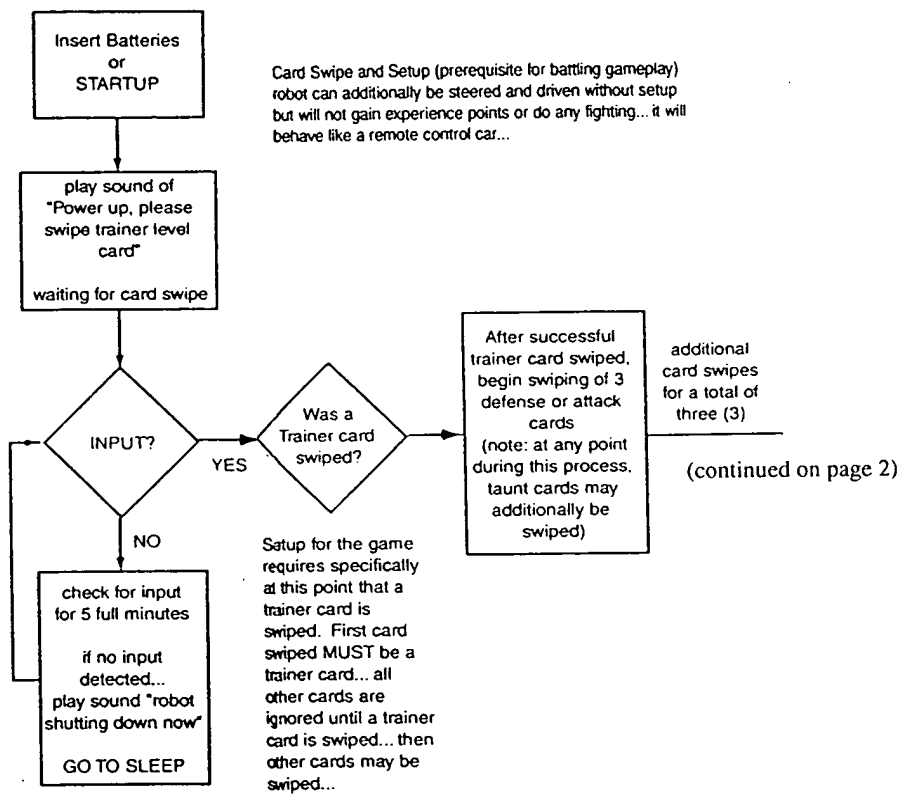 Insert Batteries
or
STARTUP
Card Swipe and Setup (prerequisite for battling gameplay)
robot can additionally be steered and driven without setup
but will not gain experience points or do any fighting... it will
behave like a remote control car...
play sound of
"Power up, please
swipe trainer level
card"
waiting for card swipe
INPUT?
YES
Was a
Trainer card
swiped?
After successful
trainer card swiped,
begin swiping of 3
defense or attack
cards
(note: at any point
during this process,
taunt cards may
additionally be
swiped)
additional
card swipes
for a total of
three (3)
(continued on page 2)
NO
check for input
for 5 full minutes
if no input
detected...
play sound "robot
shutting down now"
GO TO SLEEP
Satup for the game
requires specifically
at this point that a
trainer card is
swiped. First card
swiped MUST be a
trainer card... all
other cards are
ignored until a trainer
card is swiped... then
other cards may be
swiped...